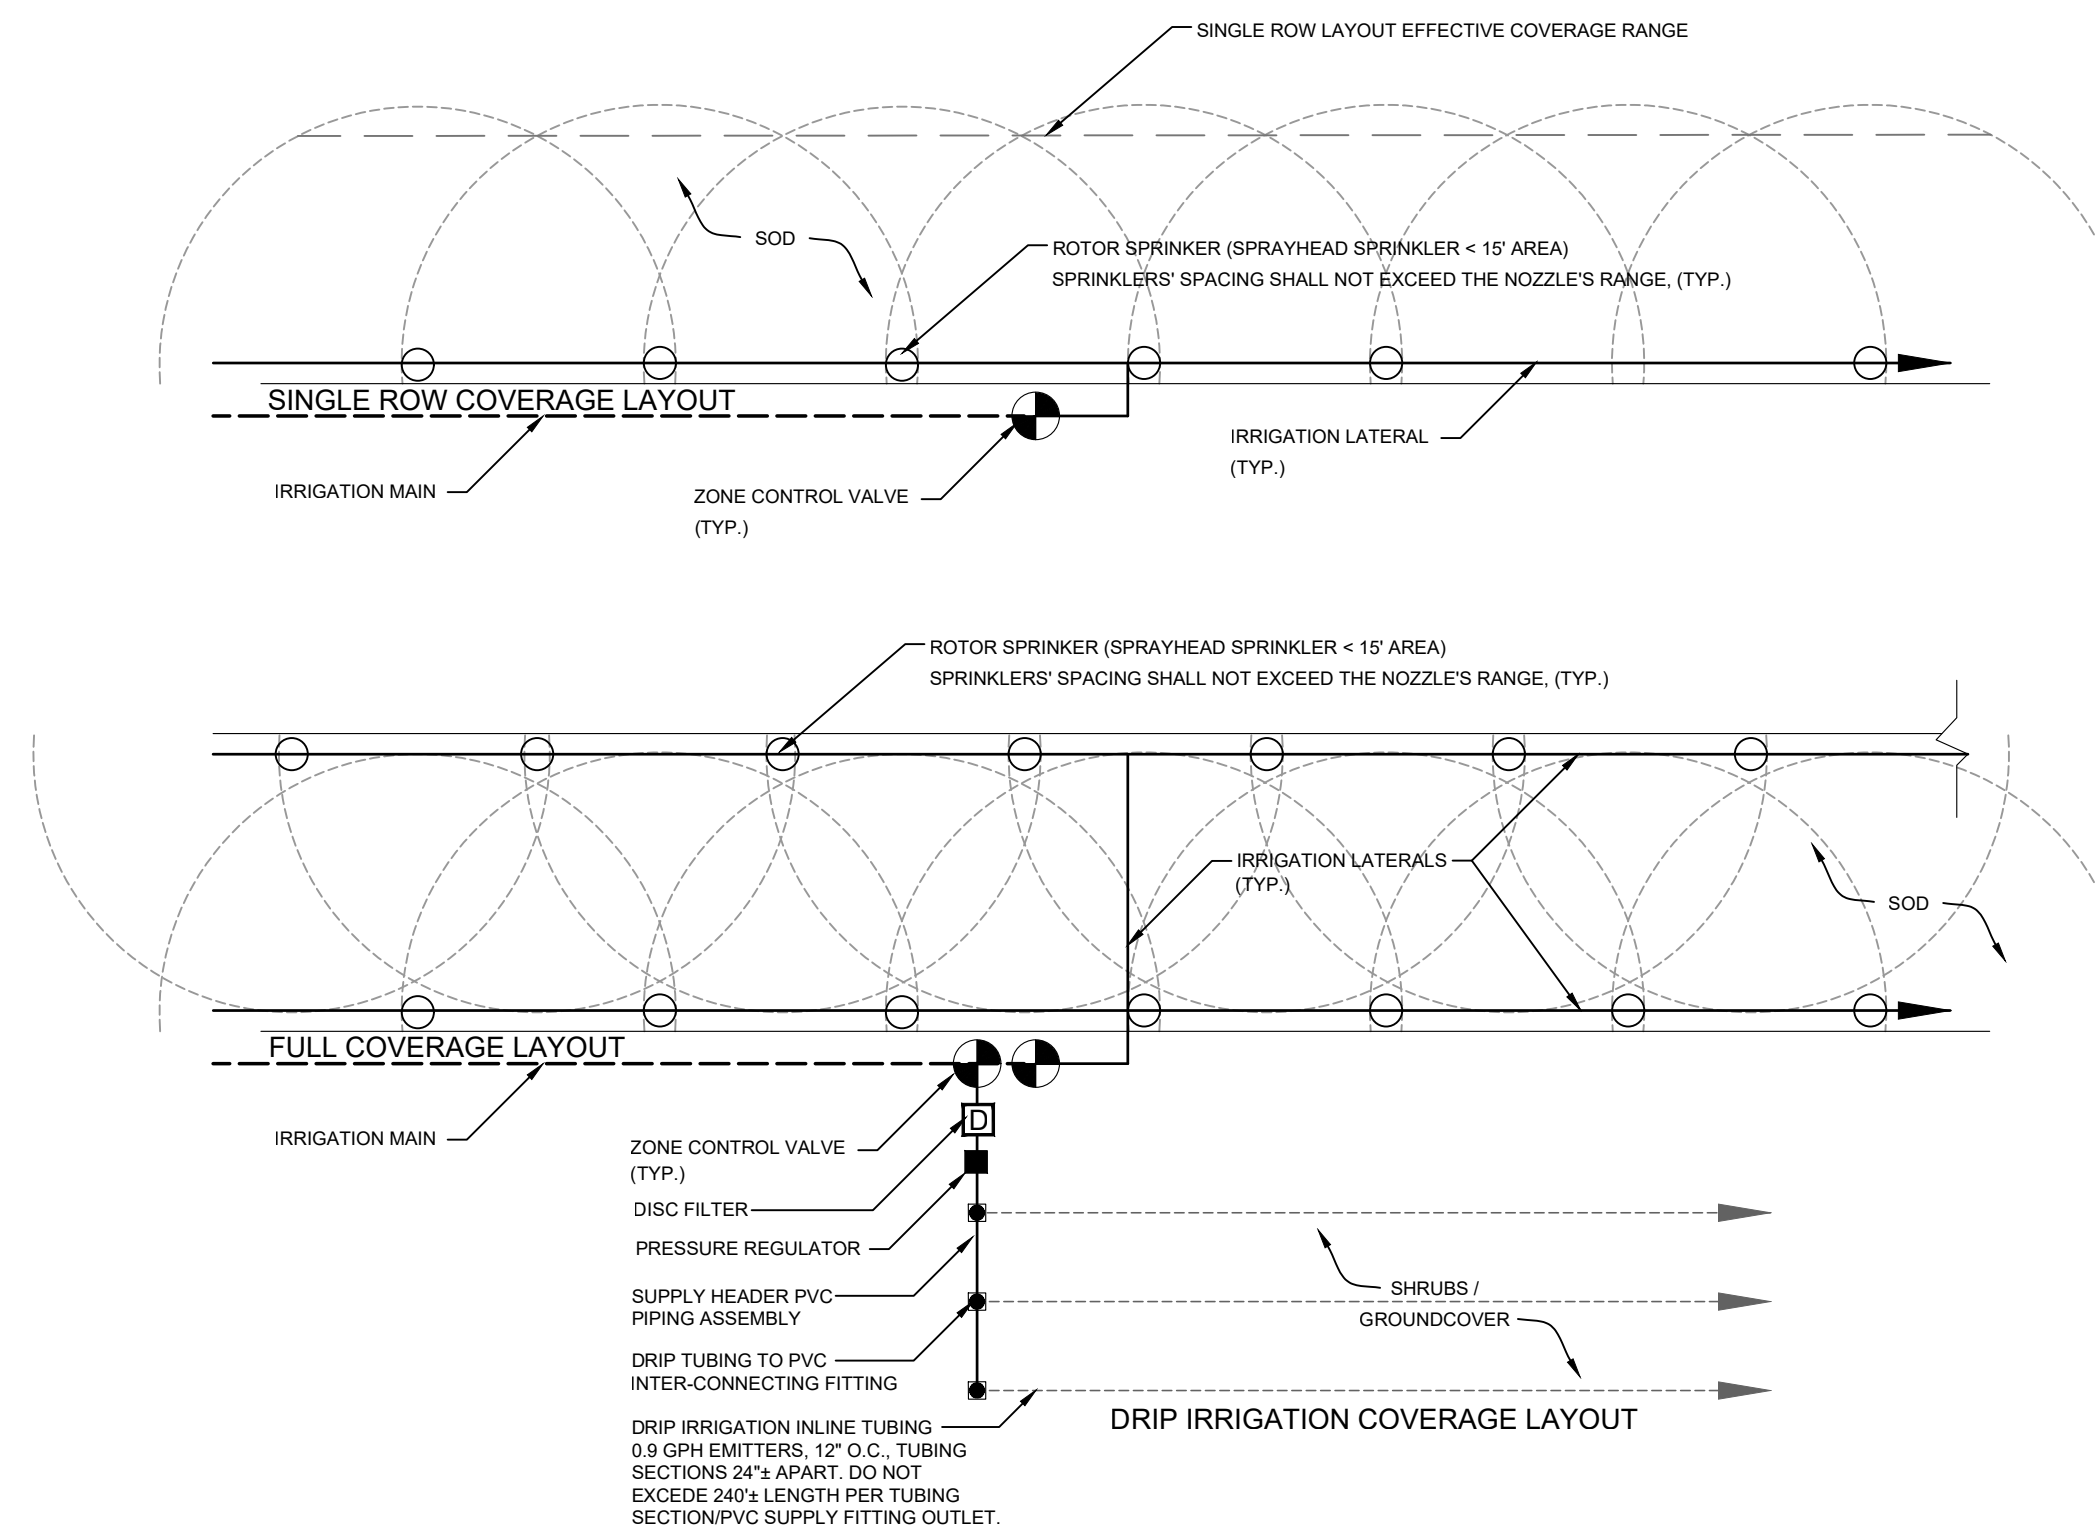 SINGLE ROW LAYOUT EFFECTIVE COVERAGE RANGE
SOD
ROTOR SPRINKER (SPRAYHEAD SPRINKLER < 15' AREA)
SPRINKLERS' SPACING SHALL NOT EXCEED THE NOZZLE'S RANGE, (TYP.)
SINGLE ROW COVERAGE LAYOUT
IRRIGATION MAIN
ZONE CONTROL VALVE
(TYP.)
IRRIGATION LATERAL
(TYP.)
ROTOR SPRINKER (SPRAYHEAD SPRINKLER < 15' AREA)
SPRINKLERS' SPACING SHALL NOT EXCEED THE NOZZLE'S RANGE, (TYP.)
IRRIGATION LATERALS
(TYP.)
SOD
FULL COVERAGE LAYOUT
IRRIGATION MAIN
D
ZONE CONTROL VALVE
(TYP.)
DISC FILTER
PRESSURE REGULATOR
SUPPLY HEADER PVC
PIPING ASSEMBLY
DRIP TUBING TO PVC
INTER-CONNECTING FITTING
SHRUBS /
GROUNDCOVER
DRIP IRRIGATION COVERAGE LAYOUT
DRIP IRRIGATION INLINE TUBING
0.9 GPH EMITTERS, 12" O.C., TUBING
SECTIONS 24"± APART. DO NOT
EXCEDE 240'± LENGTH PER TUBING
SECTION/PVC SUPPLY FITTING OUTLET.